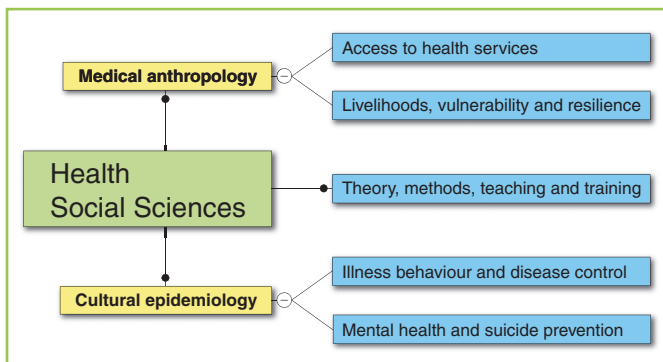 Medical anthropology
Access to health services
Livelihoods, vulnerability and resilience
Health
Social Sciences
Theory, methods, teaching and training
Cultural epidemiology
Illness behaviour and disease control
Mental health and suicide prevention